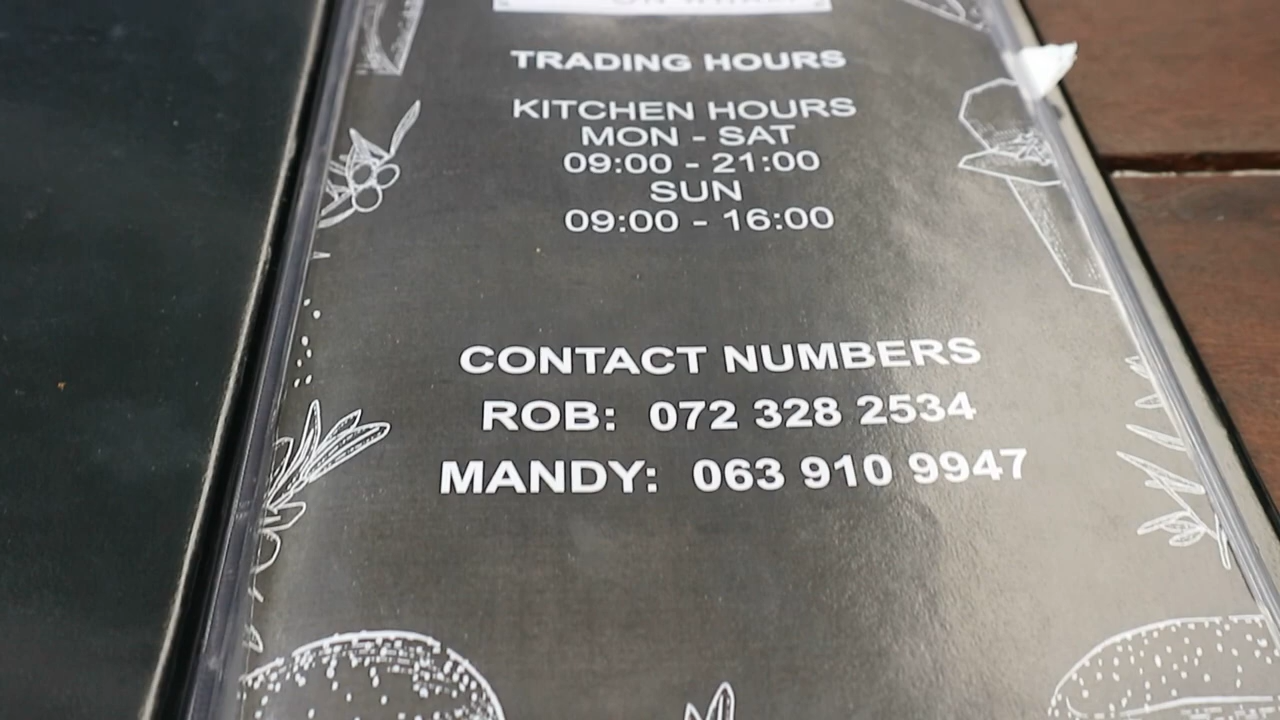 TRADING HOURS
KITCHEN HOURS
MON - SAT
09:00 - 21:00
SUN
09:00 - 16:00
CONTACT NUMBERS
ROB: 072 328 2534
MANDY: 063 910 9947